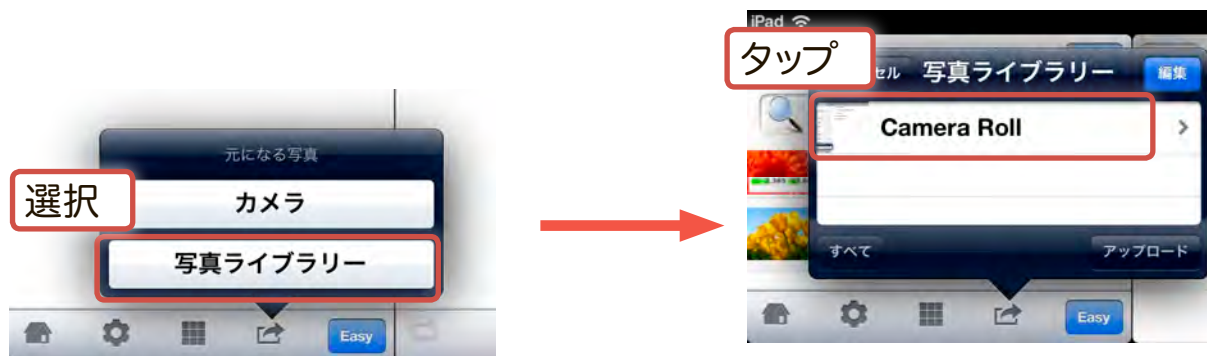 元になる写真
選択
カメラ
写真ライブラリー
Easy
iPad
タップ
セル
写真ライブラリー
編集
Camera Roll
すべて
アップロード
Easy